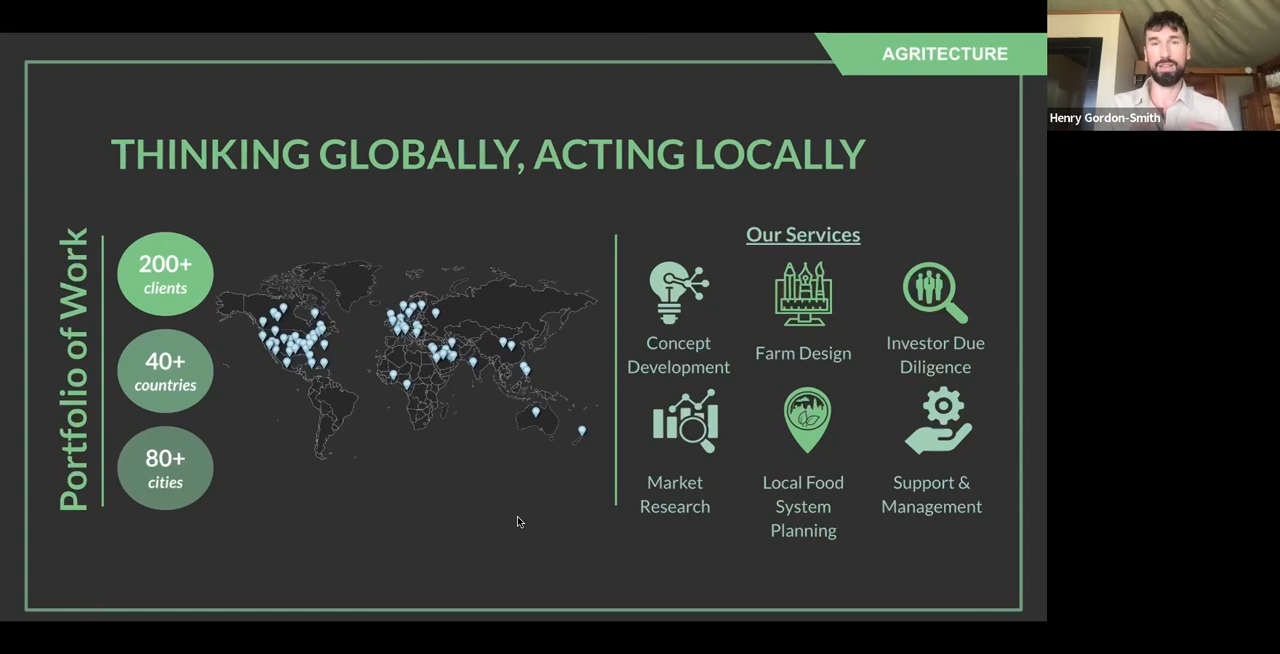 AGRITECTURE
Henry Gordon-Smith
THINKING GLOBALLY, ACTING LOCALLY
Portfolio of Work
200+
clients
40+
countries
80+
cities
Our Services
Concept
Development
Farm Design
Investor Due
Diligence
Market
Research
Local Food
System
Planning
Support &
Management